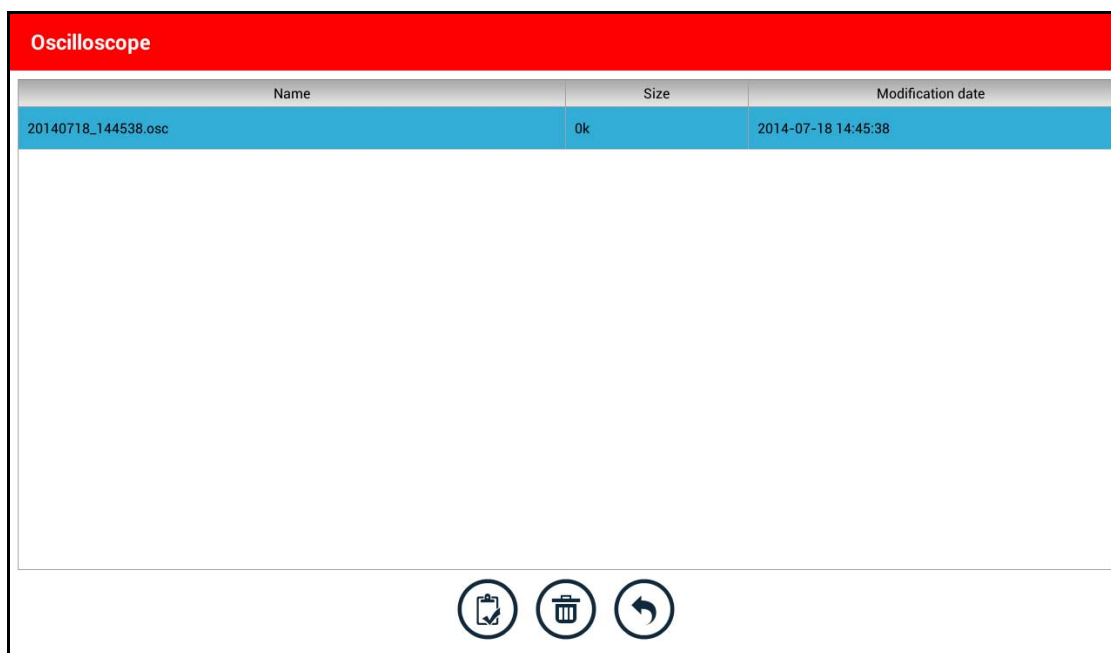 Oscilloscope
Name Size Modification date
20140718_144538.osc 0k 2014-07-18 14:45:38